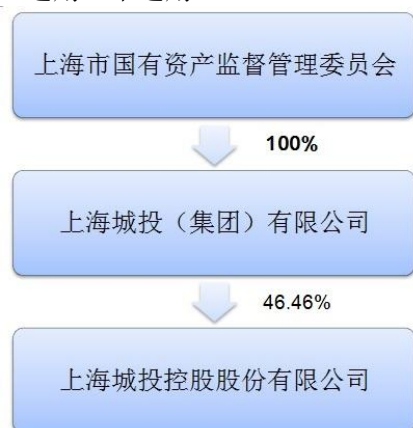 上海市国有资产监督管理委员会
100%
上海城投（集团）有限公司
46.46%
上海城投控股股份有限公司